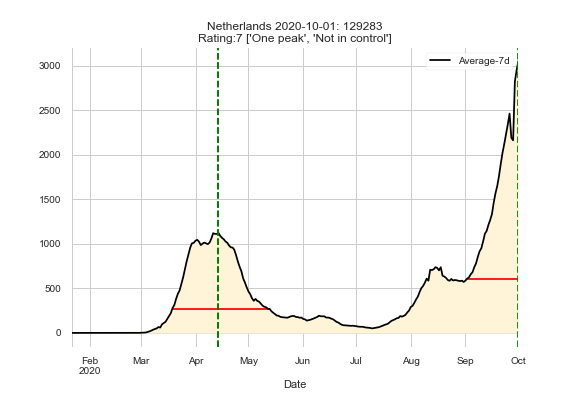 Netherlands 2020-10-01: 129283
Rating:7 ['One peak', 'Not in control']
Average-7d
3000
2500
2000
1500
1000
500
0
Feb
2020
Mar
Apr
May
Jun
Jul
Aug
Sep
Oct
Date